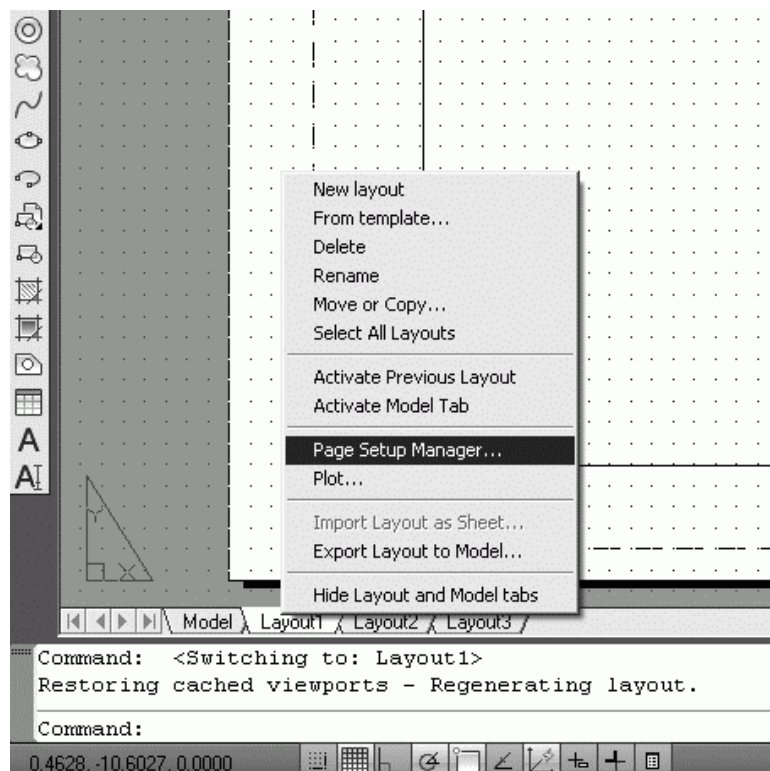 New layout
From template...
Delete
Rename
Move or Copy...
Select All Layouts
Activate Previous Layout
Activate Model Tab
Page Setup Manager...
Plot...
Import Layout as Sheet...
Export Layout to Model...
Hide Layout and Model tabs
Model Layout1 Layout2 Layout3
Command: <Switching to: Layout1>
Restoring cached viewports - Regenerating layout.
Command:
0.4628, -10.6027, 0.0000
A
A
Y
X